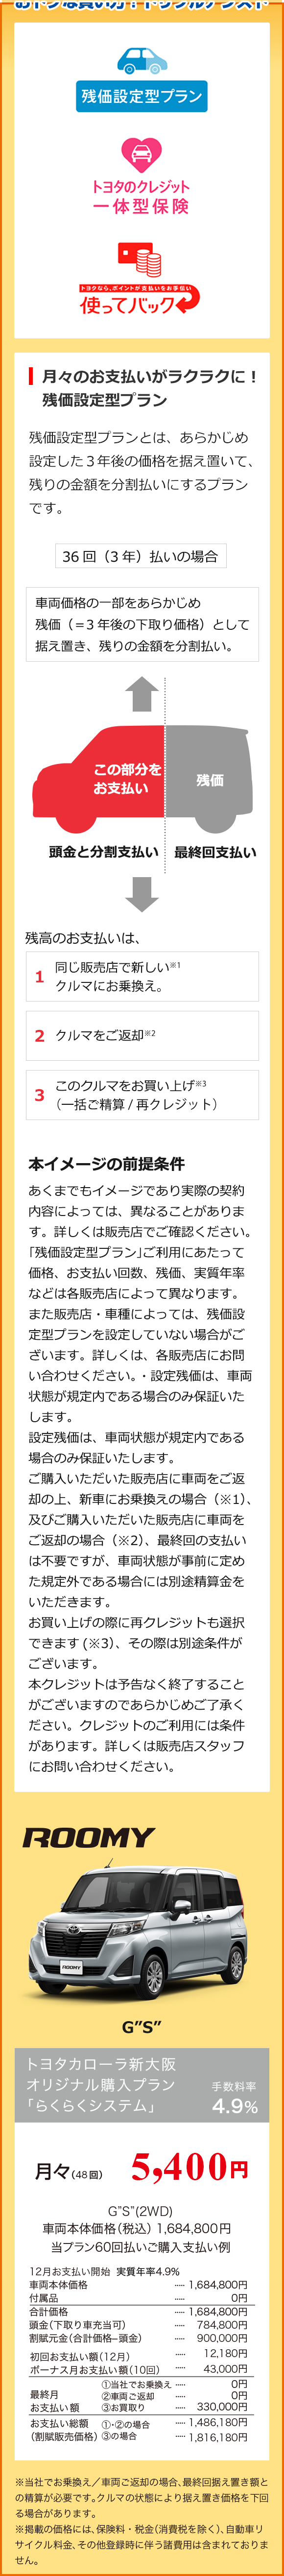 残価設定型プラン
トヨタのクレジット
一体型保険
トヨタなら、ポイントが支払いをお手伝い
使ってバック
月々のお支払いがラクラクに！
残価設定型プラン
残価設定型プランとは、あらかじめ
設定した３年後の価格を据え置いて、
残りの金額を分割払いにするプラン
です。
36 回（3 年）払いの場合
車両価格の一部をあらかじめ
残価（＝3 年後の下取り価格）として
据え置き、残りの金額を分割払い。
この部分を
お支払い
残価
頭金と分割支払い 最終回支払い
残高のお支払いは、
1 同じ販売店で新しい※1
クルマにお乗換え。
2 クルマをご返却※2
3 このクルマをお買い上げ※3
（一括ご精算 / 再クレジット）
本イメージの前提条件
あくまでもイメージであり実際の契約
内容によっては、異なることがありま
す。詳しくは販売店でご確認ください。
「残価設定型プラン」ご利用にあたって
価格、お支払い回数、残価、実質年率
などは各販売店によって異なります。
また販売店・車種によっては、残価設
定型プランを設定していない場合がご
ざいます。詳しくは、各販売店にお問
い合わせください。・設定残価は、車両
状態が規定内である場合のみ保証いた
します。
設定残価は、車両状態が規定内である
場合のみ保証いたします。
ご購入いただいた販売店に車両をご返
却の上、新車にお乗換えの場合（※1）、
及びご購入いただいた販売店に車両を
ご返却の場合（※2）、最終回の支払い
は不要ですが、車両状態が事前に定め
た規定外である場合には別途精算金を
いただきます。
お買い上げの際に再クレジットも選択
できます (※3)、その際は別途条件が
ございます。
本クレジットは予告なく終了すること
がございますのであらかじめご了承く
ださい。クレジットのご利用には条件
があります。詳しくは販売店スタッフ
にお問い合わせください。
ROOMY
ROOMY
G”S”
トヨタカローラ新大阪
オリジナル購入プラン
「らくらくシステム」
手数料率
4.9%
月々（48 回） 5,400円
G”S”(2WD)
車両本体価格（税込） 1,684,800円
当プラン60回払いご購入支払い例
12月お支払い開始 実質年率4.9%
車両本体価格 ····· 1,684,800円
付属品 ····· 0円
合計価格 ····· 1,684,800円
頭金（下取り車充当可） ····· 784,800円
割賦元金（合計価格−頭金） ····· 900,000円
初回お支払い額（12月） ····· 12,180円
ボーナス月お支払い額（10回） ····· 43,000円
最終月
お支払い額
①当社でお乗換え ····· 0円
②車両ご返却 ····· 0円
③お買取り ····· 330,000円
お支払い総額 ①・②の場合 ····· 1,486,180円
（割賦販売価格） ③の場合 ····· 1,816,180円
※当社でお乗換え／車両ご返却の場合、最終回据え置き額と
の精算が必要です。クルマの状態により据え置き価格を下回
る場合があります。
※掲載の価格には、保険料・税金（消費税を除く）、自動車リ
サイクル料金、その他登録時に伴う諸費用は含まれておりま
せん。